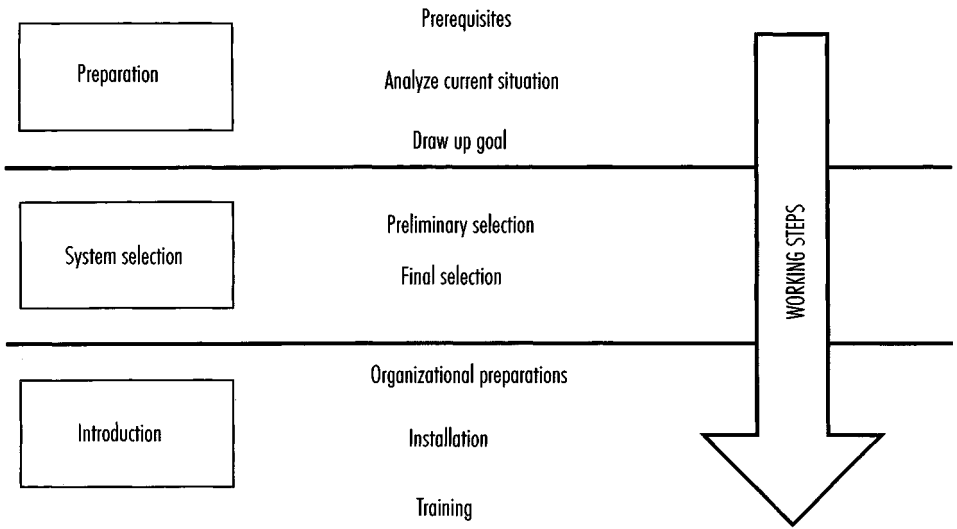 Prerequisites
Preparation
Analyze current situation
Draw up goal
System selection
Preliminary selection
Final selection
WORKING STEPS
Organizational preparations
Introduction
Installation
Training